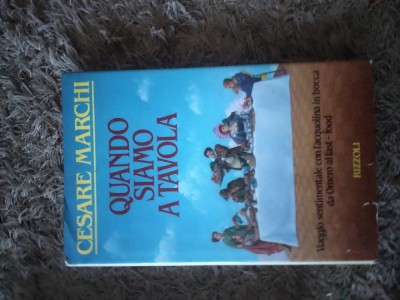 CESARE MARCHI
QUANDO
SIAMO
A TAVOLA
Viaggio sentimentale con l'acquolina in bocca
da Omero al fast-food
RIZZOLI